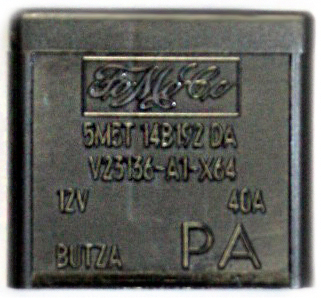 FoMoCo
5M5T 14B192 DA
V23136-A1-X64
12V 40A
BUTZA PA